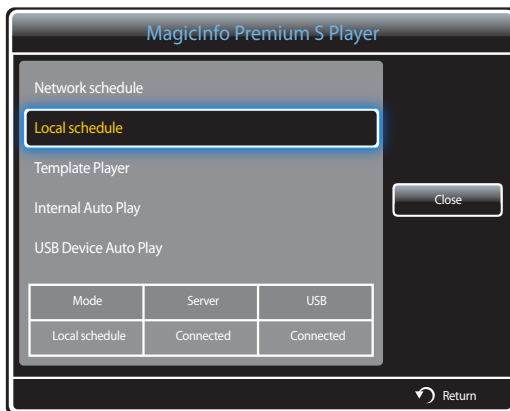 MagicInfo Premium S Player
Network schedule
Local schedule
Template Player
Internal Auto Play
USB Device Auto Play
Close
Mode Server USB
Local schedule Connected Connected
Return